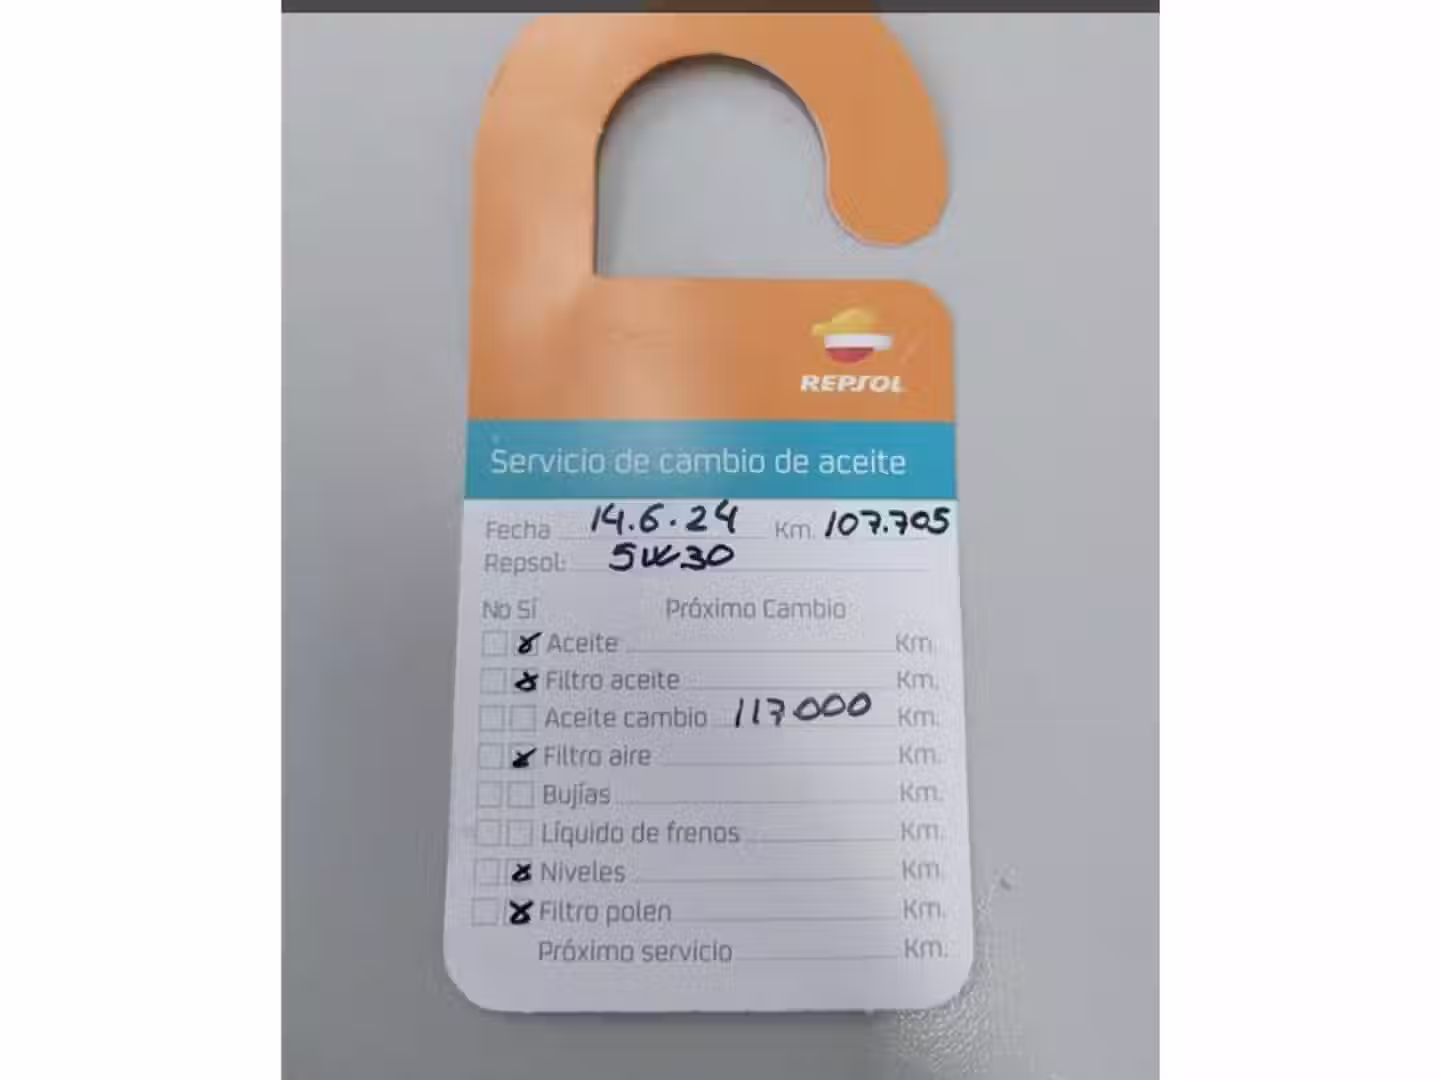 REPSOL
Servicio de cambio de aceite
Fecha 14.6.24 Km. 107.705
Repsol: 5W30
No Sí Próximo Cambio
Aceite Km.
Filtro aceite Km.
Aceite cambio 117000 Km.
Filtro aire Km.
Bujías Km.
Líquido de frenos Km.
Niveles Km.
Filtro polen Km.
Próximo servicio Km.